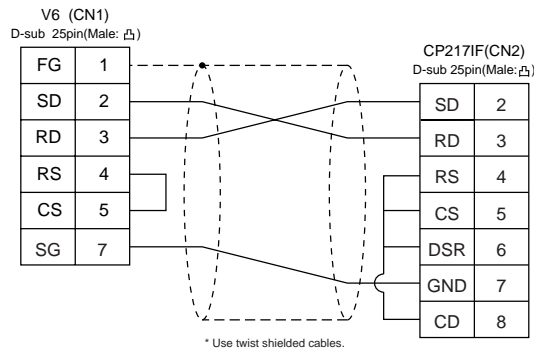 V6 (CN1)
D-sub 25pin(Male: 凸)
FG 1
SD 2
RD 3
RS 4
CS 5
SG 7
CP217IF(CN2)
D-sub 25pin(Male: 凸)
SD 2
RD 3
RS 4
CS 5
DSR 6
GND 7
CD 8
* Use twist shielded cables.